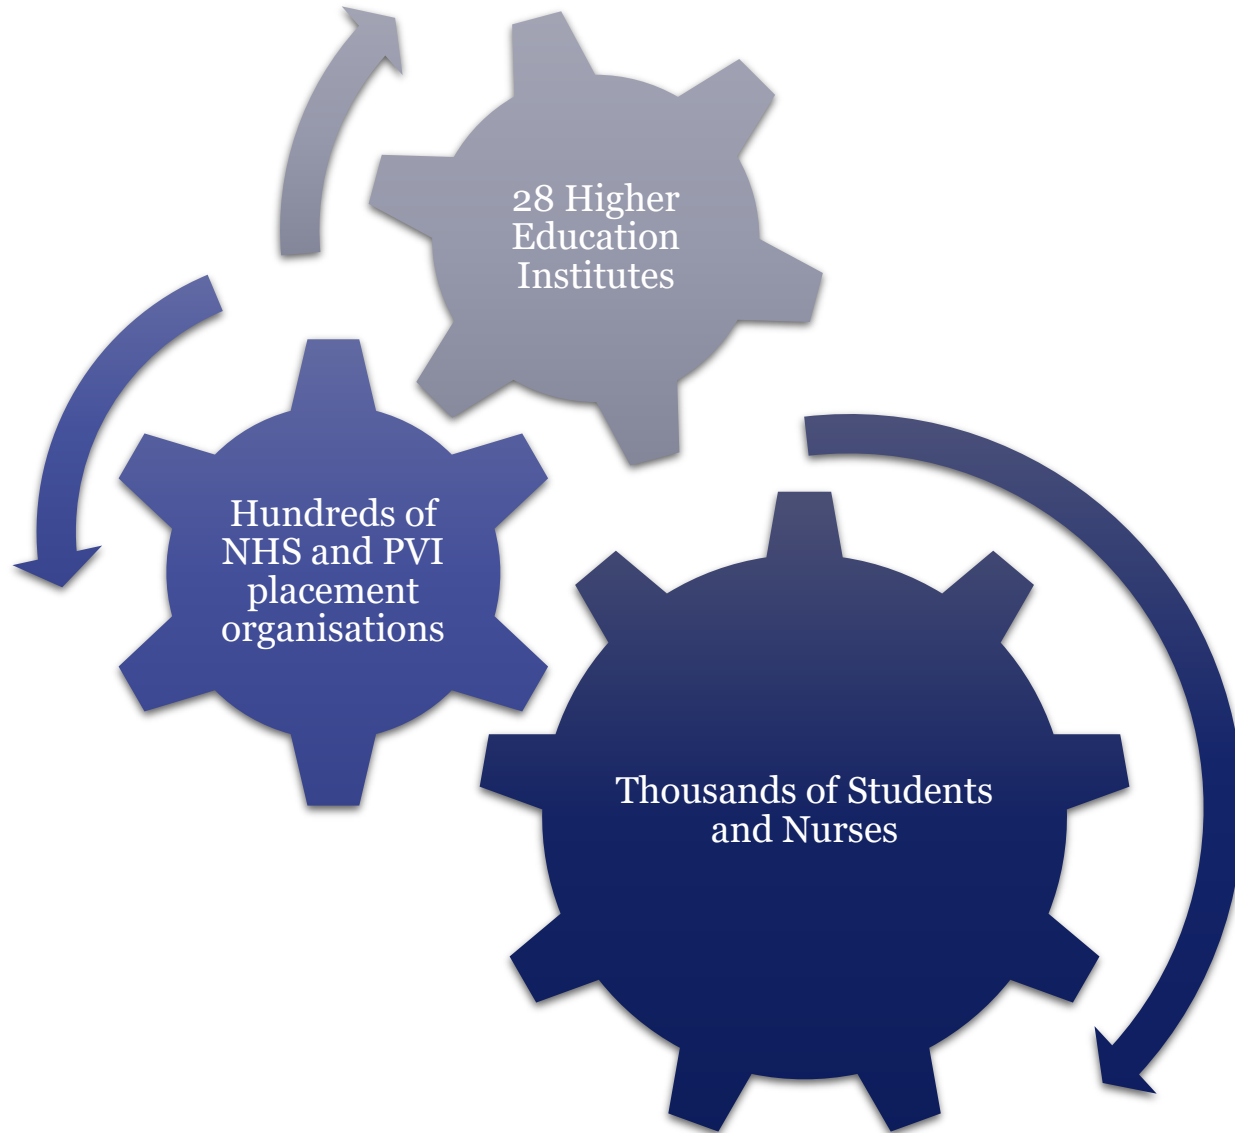 28 Higher
Education
Institutes
Hundreds of
NHS and PVI
placement
organisations
Thousands of Students
and Nurses